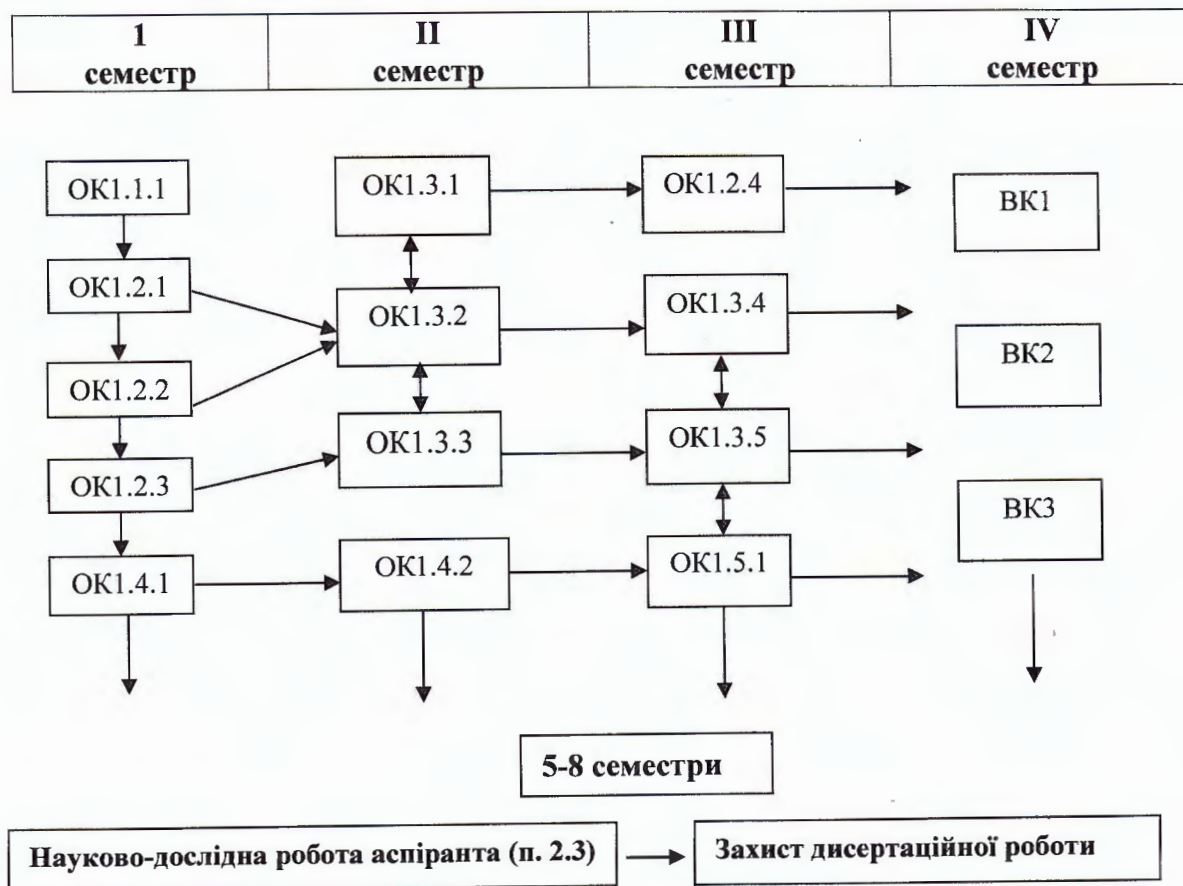 1
семестр
II
семестр
III
семестр
IV
семестр
ОК1.1.1
ОК1.3.1
ОК1.2.4
ВК1
ОК1.2.1
ОК1.3.2
ОК1.3.4
ВК2
ОК1.2.2
ОК1.3.3
ОК1.3.5
ОК1.2.3
ВК3
ОК1.4.1
ОК1.4.2
ОК1.5.1
5-8 семестри
Науково-дослідна робота аспіранта (п. 2.3)
Захист дисертаційної роботи